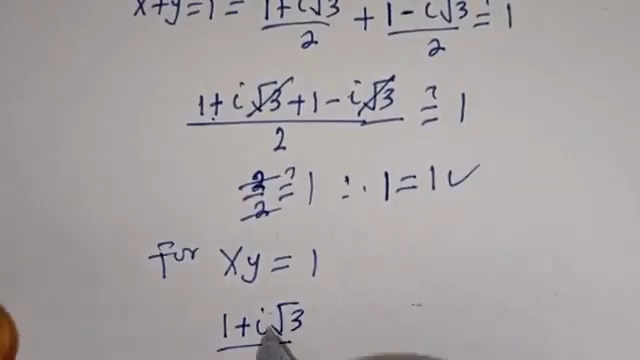 x+y=1 = (1+i√3)/2 + (1-i√3)/2 ≟ 1
(1+i√3+1-i√3)/2 ≟ 1
2/2 ≟ 1 ∴ 1=1✓
For xy = 1
1+i√3